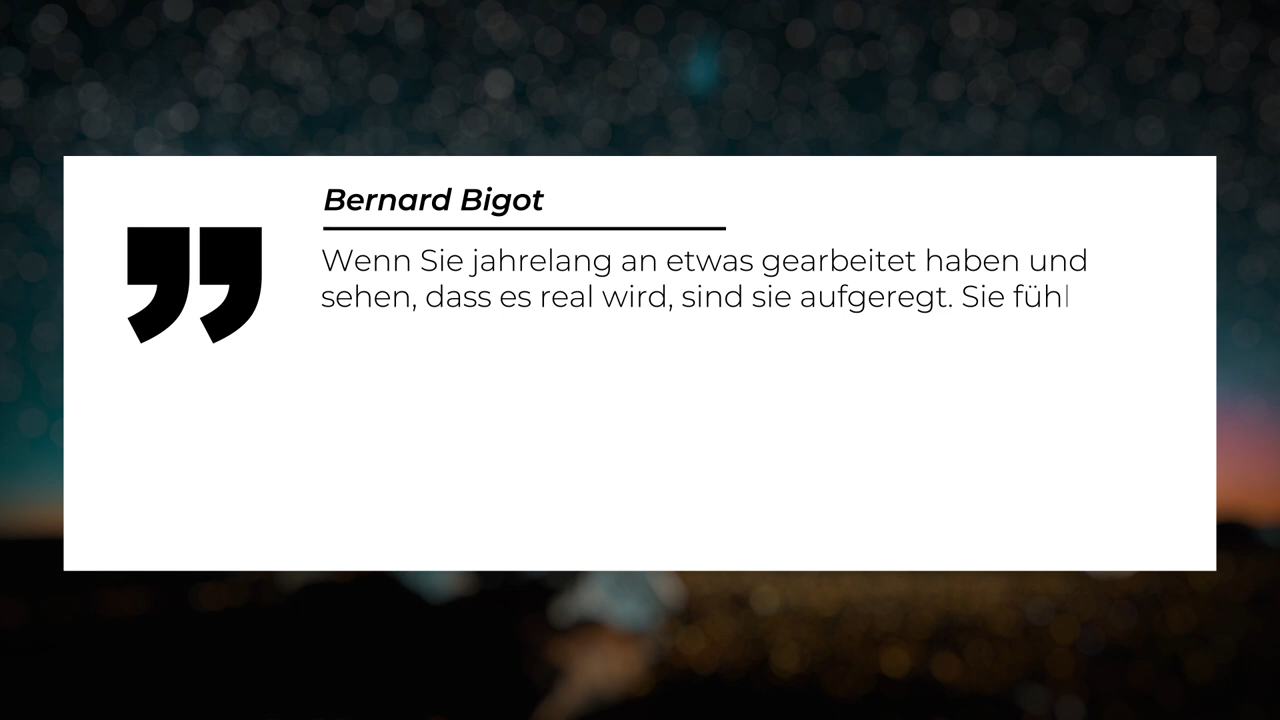 Bernard Bigot
Wenn Sie jahrelang an etwas gearbeitet haben und
sehen, dass es real wird, sind sie aufgeregt. Sie fühl